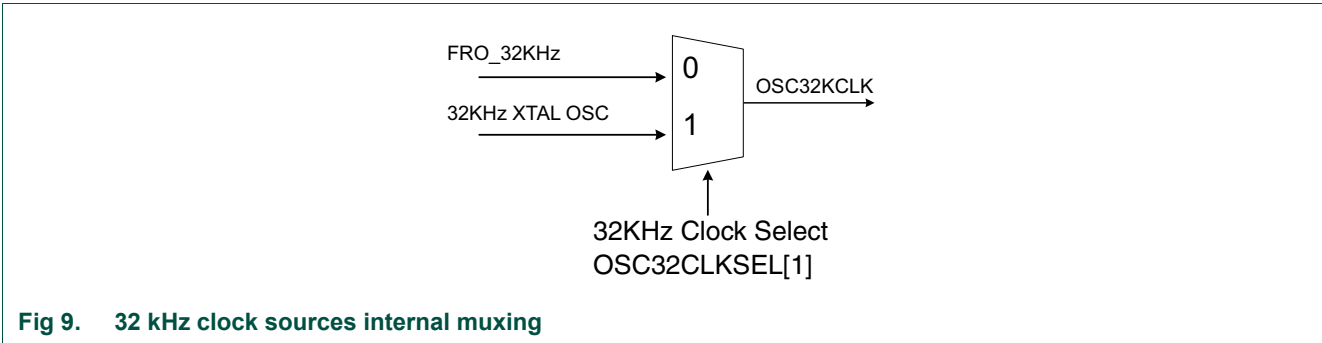 FRO_32KHz
0
OSC32KCLK
32KHz XTAL OSC
1
32KHz Clock Select
OSC32CLKSEL[1]
Fig 9. 32 kHz clock sources internal muxing